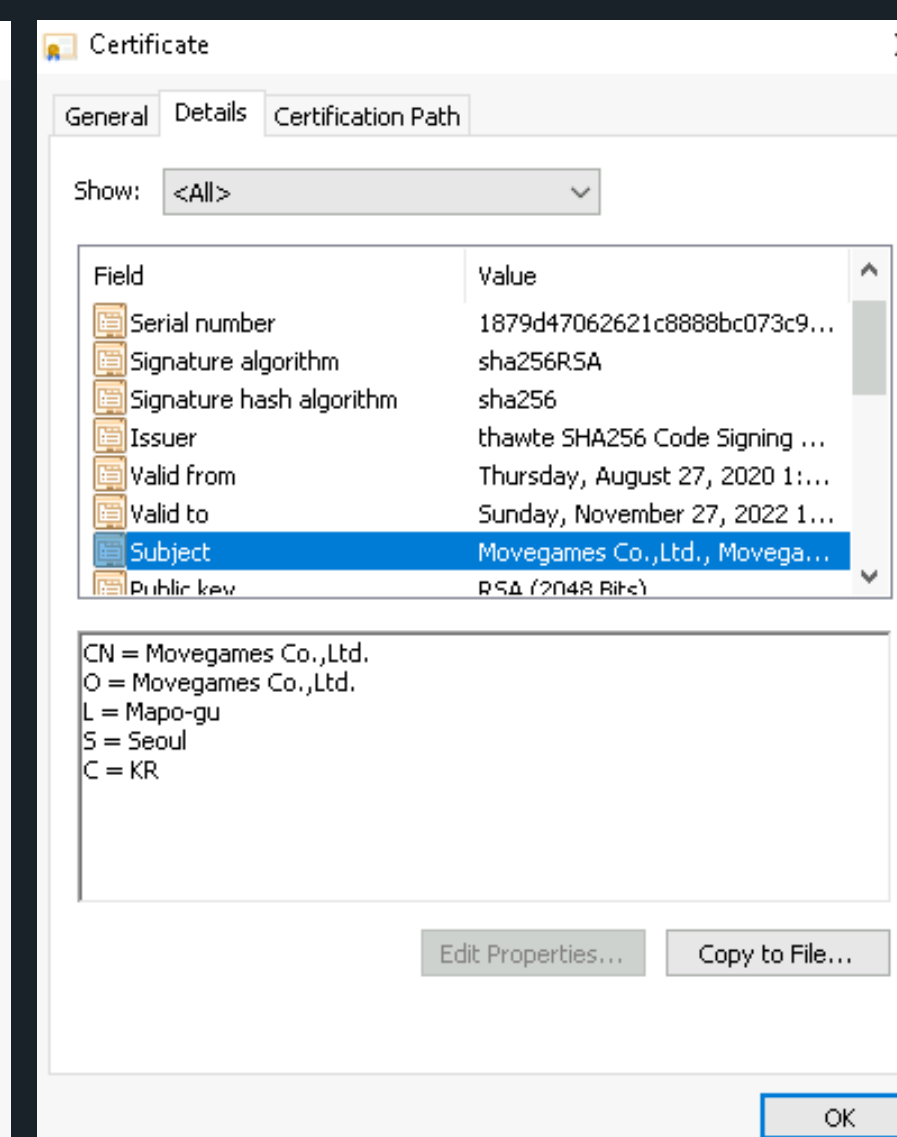 Certificate
General Details Certification Path
Show: <All>
Field Value
Serial number 1879d47062621c8888bc073c9...
Signature algorithm sha256RSA
Signature hash algorithm sha256
Issuer thawte SHA256 Code Signing ...
Valid from Thursday, August 27, 2020 1:...
Valid to Sunday, November 27, 2022 1...
Subject Movegames Co.,Ltd., Movega...
Public key RSA (2048 Bits)
CN = Movegames Co.,Ltd.
O = Movegames Co.,Ltd.
L = Mapo-gu
S = Seoul
C = KR
Edit Properties... Copy to File...
OK